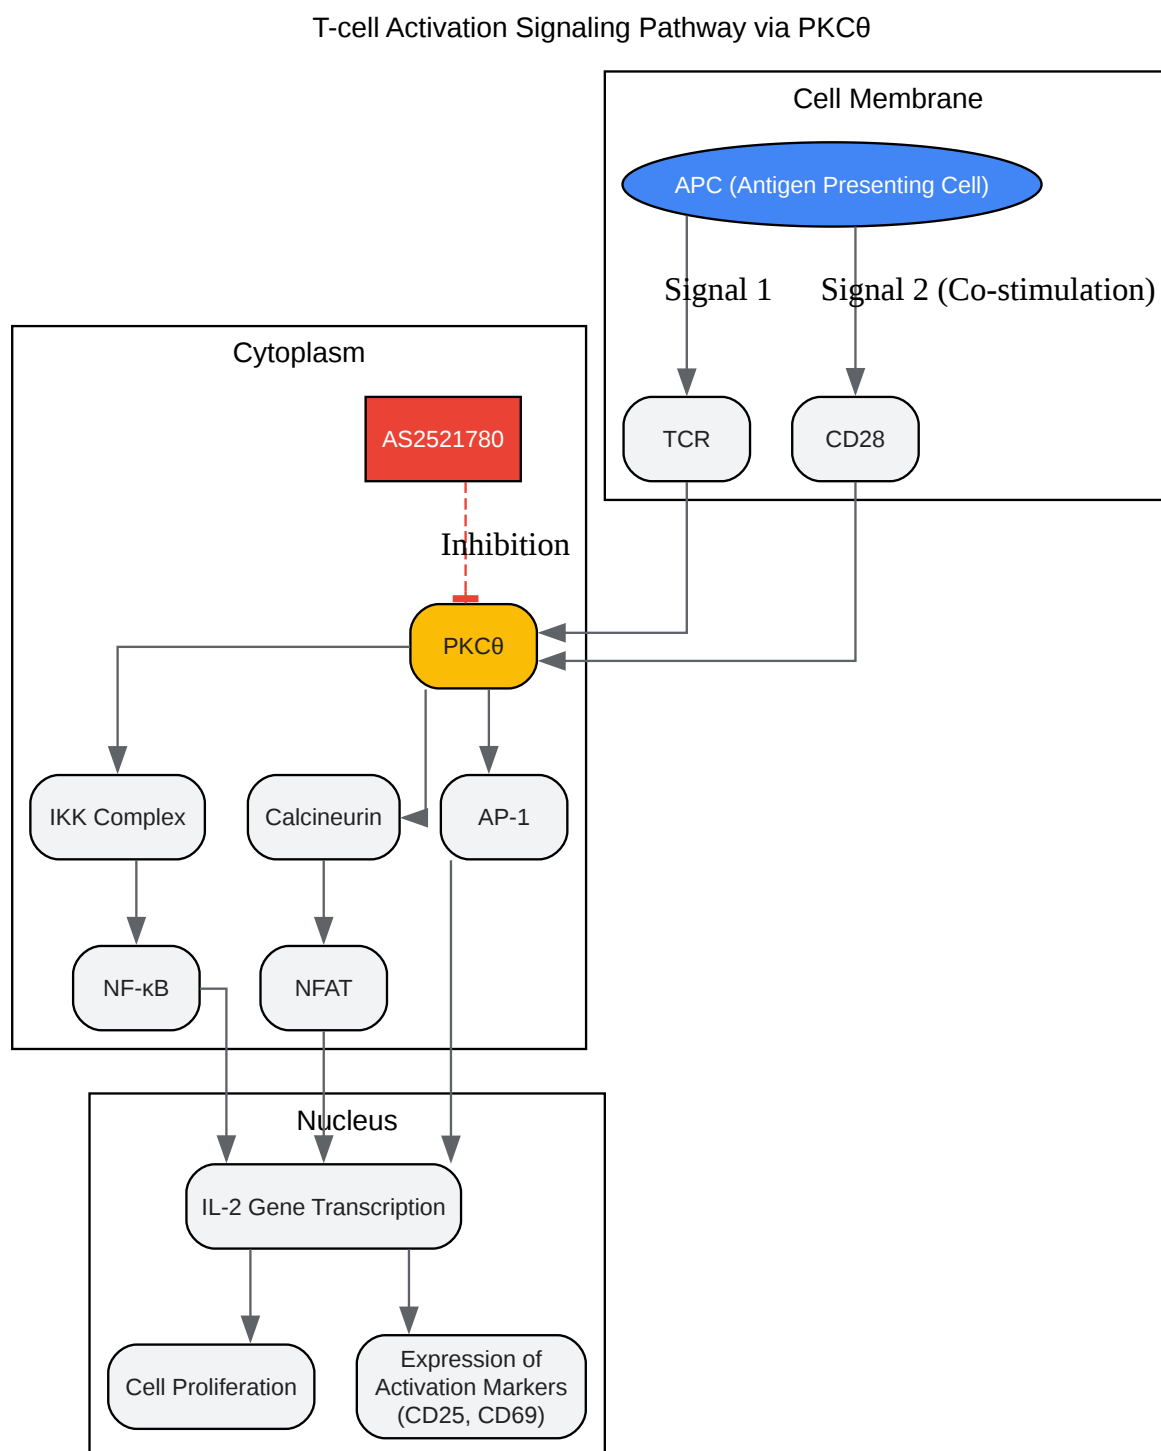 T-cell Activation Signaling Pathway via PKCθ
Cell Membrane
APC (Antigen Presenting Cell)
Signal 1
Signal 2 (Co-stimulation)
Cytoplasm
AS2521780
TCR
CD28
Inhibition
PKCθ
IKK Complex
Calcineurin
AP-1
NF-κB
NFAT
Nucleus
IL-2 Gene Transcription
Cell Proliferation
Expression of
Activation Markers
(CD25, CD69)